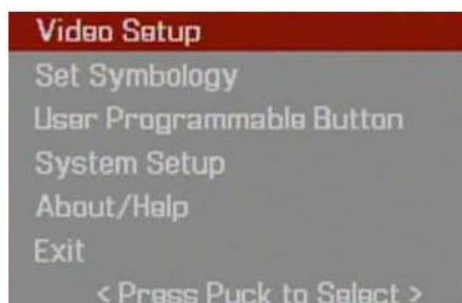 Video Setup
Set Symbology
User Programmable Button
System Setup
About/Help
Exit
< Press Puck to Select >